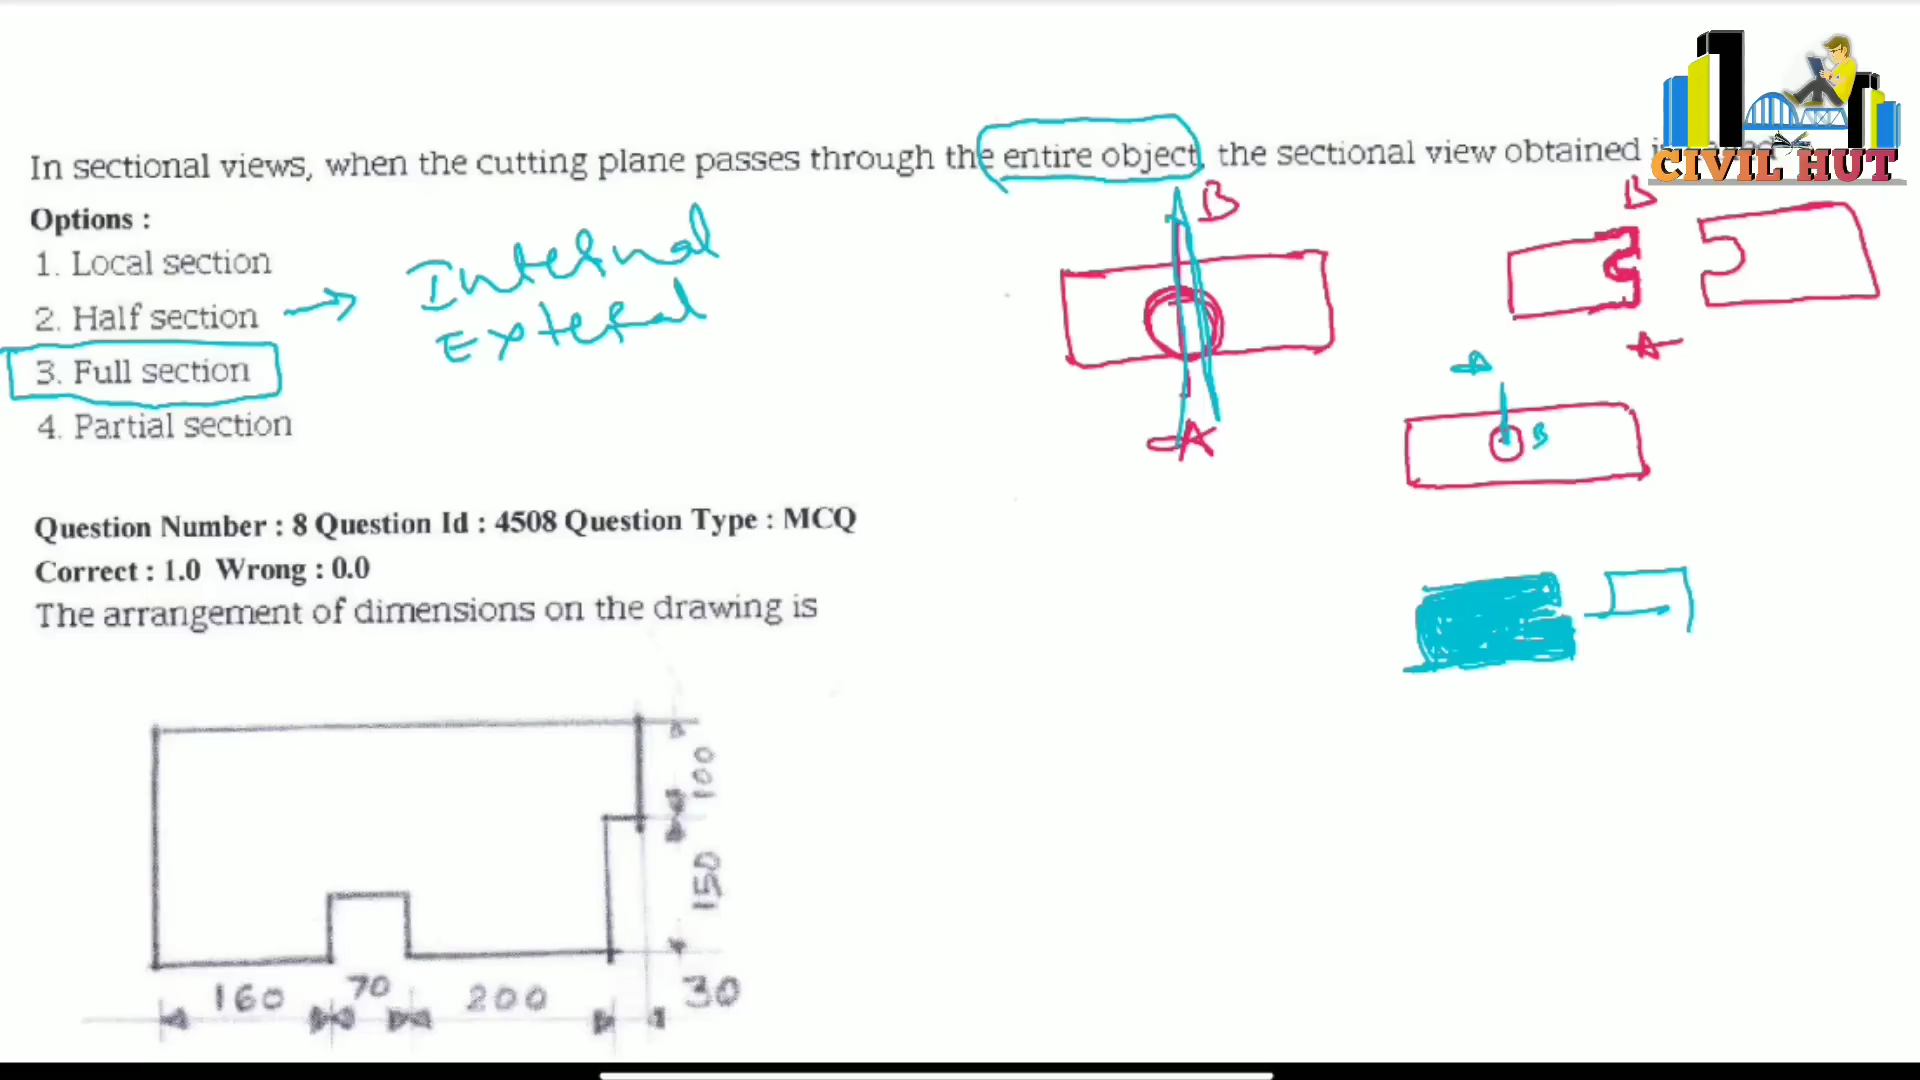 In sectional views, when the cutting plane passes through the entire object, the sectional view obtained
CIVIL HUT
Options :
1. Local section
2. Half section
3. Full section
4. Partial section
Internal
External
B
A
B
A
A
B
Question Number : 8 Question Id : 4508 Question Type : MCQ
Correct : 1.0 Wrong : 0.0
The arrangement of dimensions on the drawing is
100
150
160
70
200
30